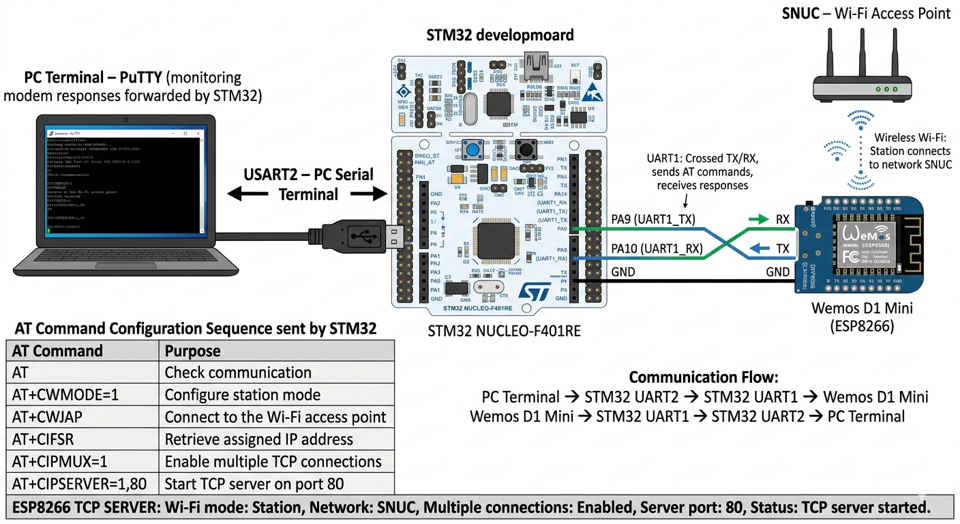 SNUC – Wi-Fi Access Point
STM32 developmoard
PC Terminal – PuTTY (monitoring
modem responses forwarded by STM32)
Wireless Wi-Fi:
Station connects
to network SNUC
UART1: Crossed TX/RX,
sends AT commands,
receives responses
USART2 – PC Serial
Terminal
PA9 (UART1_TX)
RX
PA10 (UART1_RX)
TX
GND
GND
WeMos
FC
ST
STM32 NUCLEO-F401RE
STM32 NUCLEO-F401RE
Wemos D1 Mini
(ESP8266)
AT Command Configuration Sequence sent by STM32
AT Command Purpose
AT Check communication
AT+CWMODE=1 Configure station mode
AT+CWJAP Connect to the Wi-Fi access point
AT+CIFSR Retrieve assigned IP address
AT+CIPMUX=1 Enable multiple TCP connections
AT+CIPSERVER=1,80 Start TCP server on port 80
Communication Flow:
PC Terminal → STM32 UART2 → STM32 UART1 → Wemos D1 Mini
Wemos D1 Mini → STM32 UART1 → STM32 UART2 → PC Terminal
ESP8266 TCP SERVER: Wi-Fi mode: Station, Network: SNUC, Multiple connections: Enabled, Server port: 80, Status: TCP server started.